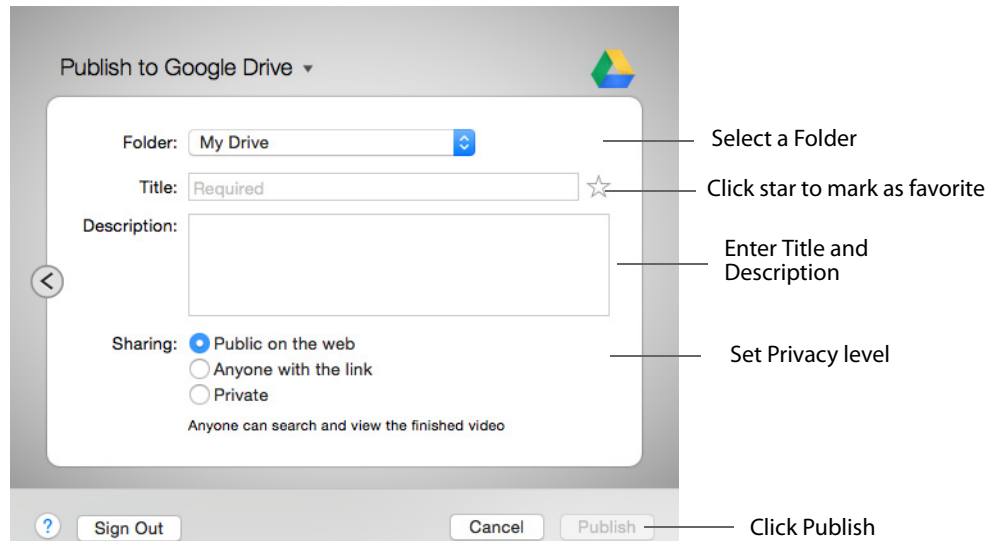 Publish to Google Drive
Folder: My Drive
Select a Folder
Title: Required
Click star to mark as favorite
Description:
Enter Title and
Description
Sharing: Public on the web
Anyone with the link
Private
Set Privacy level
Anyone can search and view the finished video
? Sign Out Cancel Publish
Click Publish